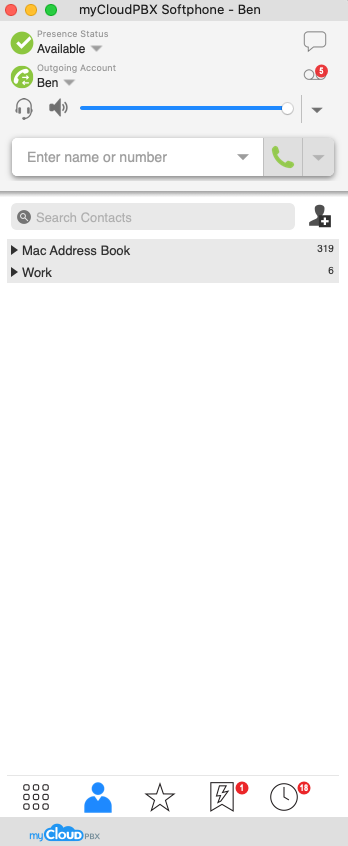 myCloudPBX Softphone - Ben
Presence Status
Available
Outgoing Account
Ben
5
Enter name or number
Search Contacts
Mac Address Book 319
Work 6
1
18
myCloudPBX